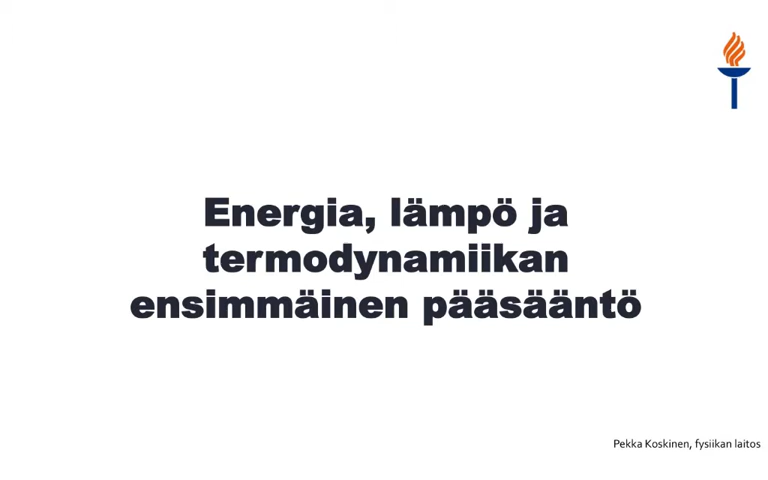 Energia, lämpö ja
termodynamiikan
ensimmäinen pääsääntö
Pekka Koskinen, fysiikan laitos